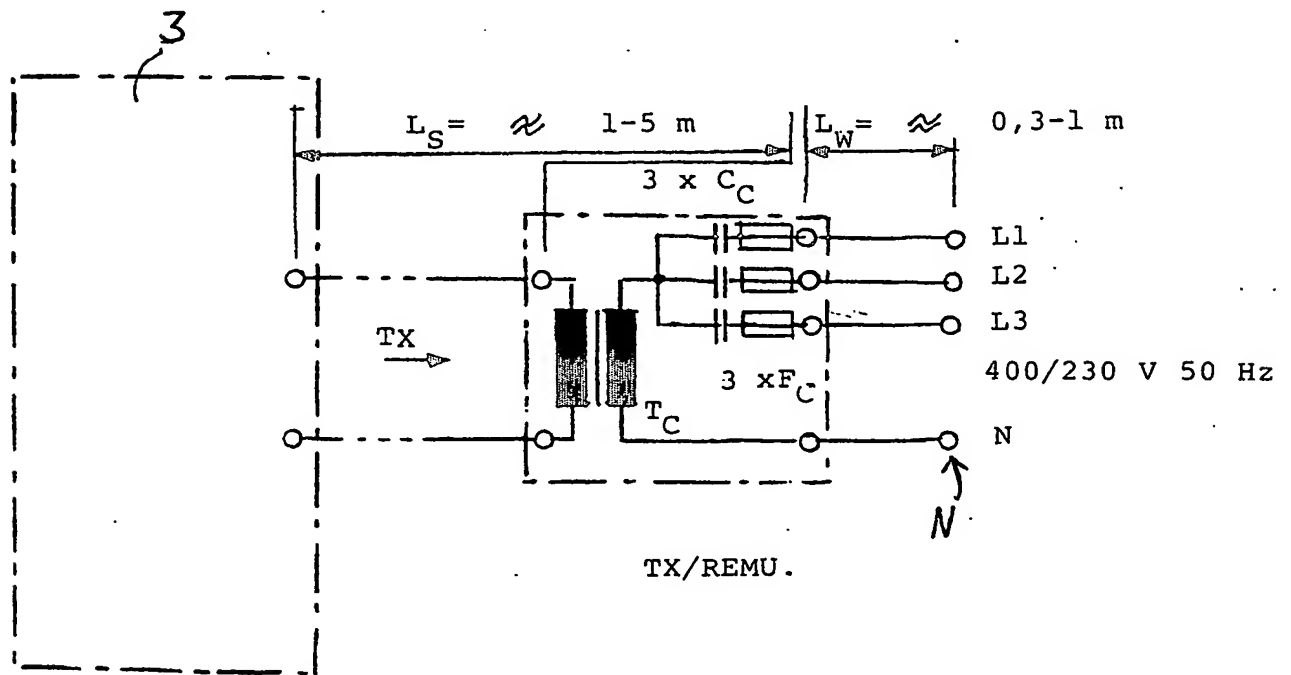 3
L_S= ≈ 1-5 m L_W= ≈ 0,3-1 m
3 x C_C
L1
L2
L3
TX
3 xF_C
400/230 V 50 Hz
T_C
N
N
TX/REMU.